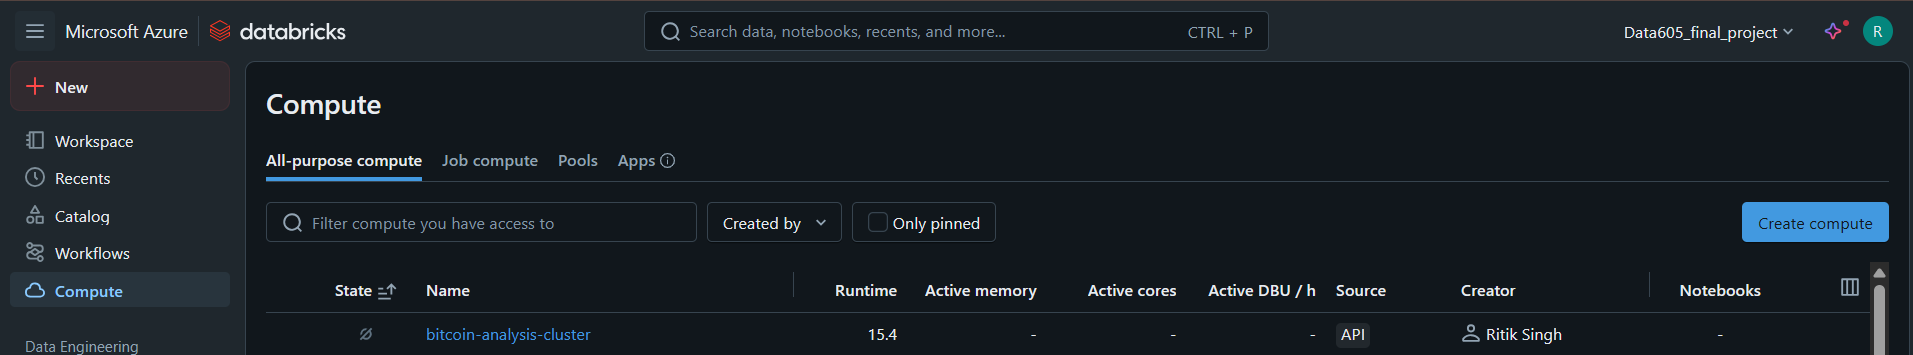 Microsoft Azure databricks Search data, notebooks, recents, and more... CTRL + P Data605_final_project R
New
Workspace
Recents
Catalog
Workflows
Compute
Data Engineering
Compute
All-purpose compute Job compute Pools Apps
Filter compute you have access to Created by Only pinned Create compute
State Name Runtime Active memory Active cores Active DBU / h Source Creator Notebooks
bitcoin-analysis-cluster 15.4 - - - API Ritik Singh -